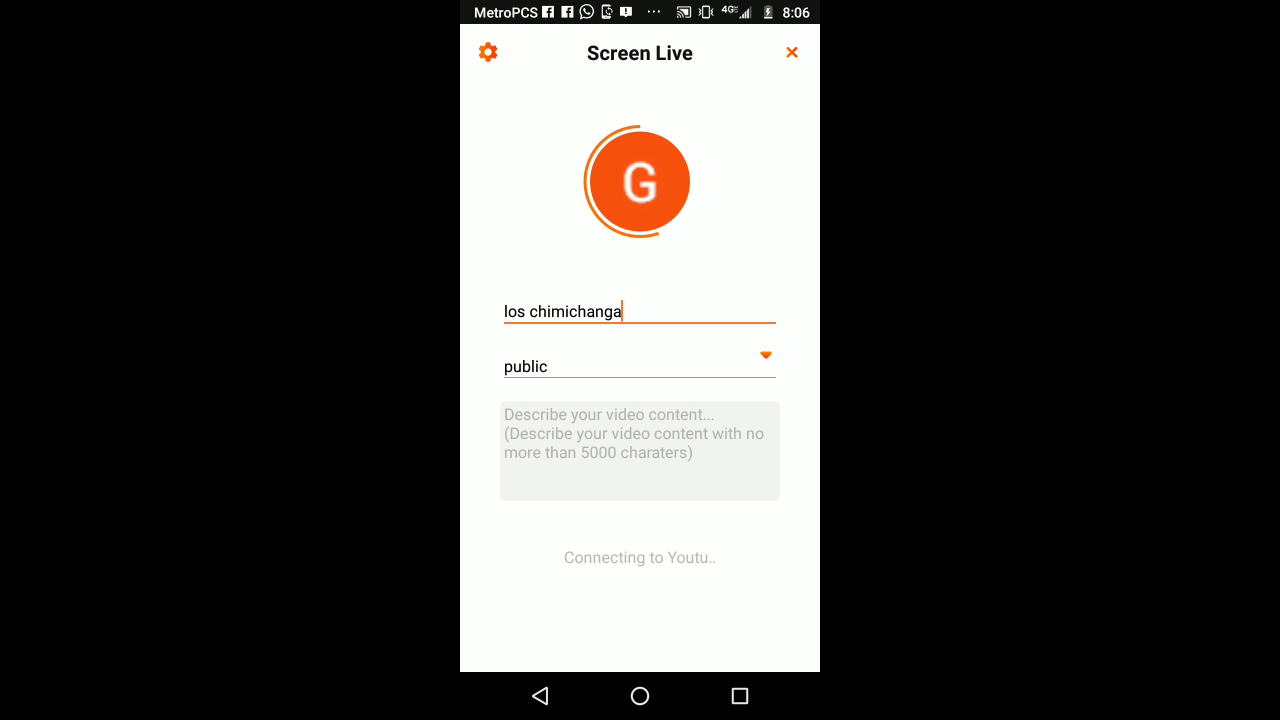 MetroPCS 4G 8:06
Screen Live
G
los chimichanga
public
Describe your video content...
(Describe your video content with no
more than 5000 charaters)
Connecting to Youtu..